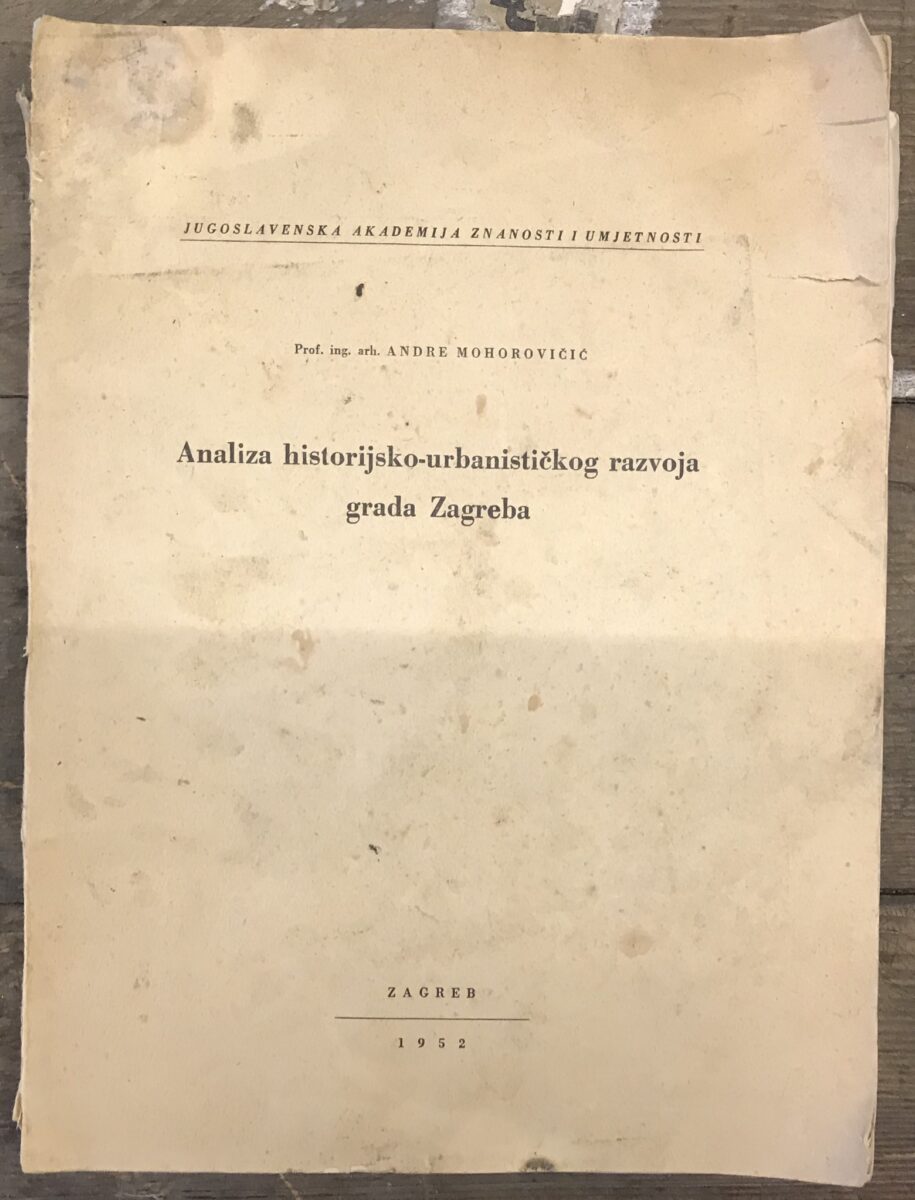 JUGOSLAVENSKA AKADEMIJA ZNANOSTI I UMJETNOSTI
Prof. ing. arh. ANDRE MOHOROVIČIĆ
Analiza historijsko-urbanističkog razvoja
grada Zagreba
ZAGREB
1952